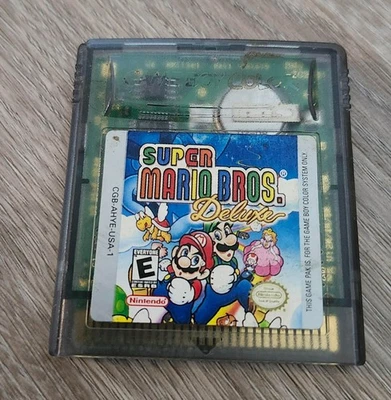 SUPER
MARIO BROS.®
Deluxe
CGB-AHYE-USA-1
EVERYONE
E
ESRB
Nintendo
THIS GAME PAK IS FOR THE GAME BOY COLOR SYSTEM ONLY.